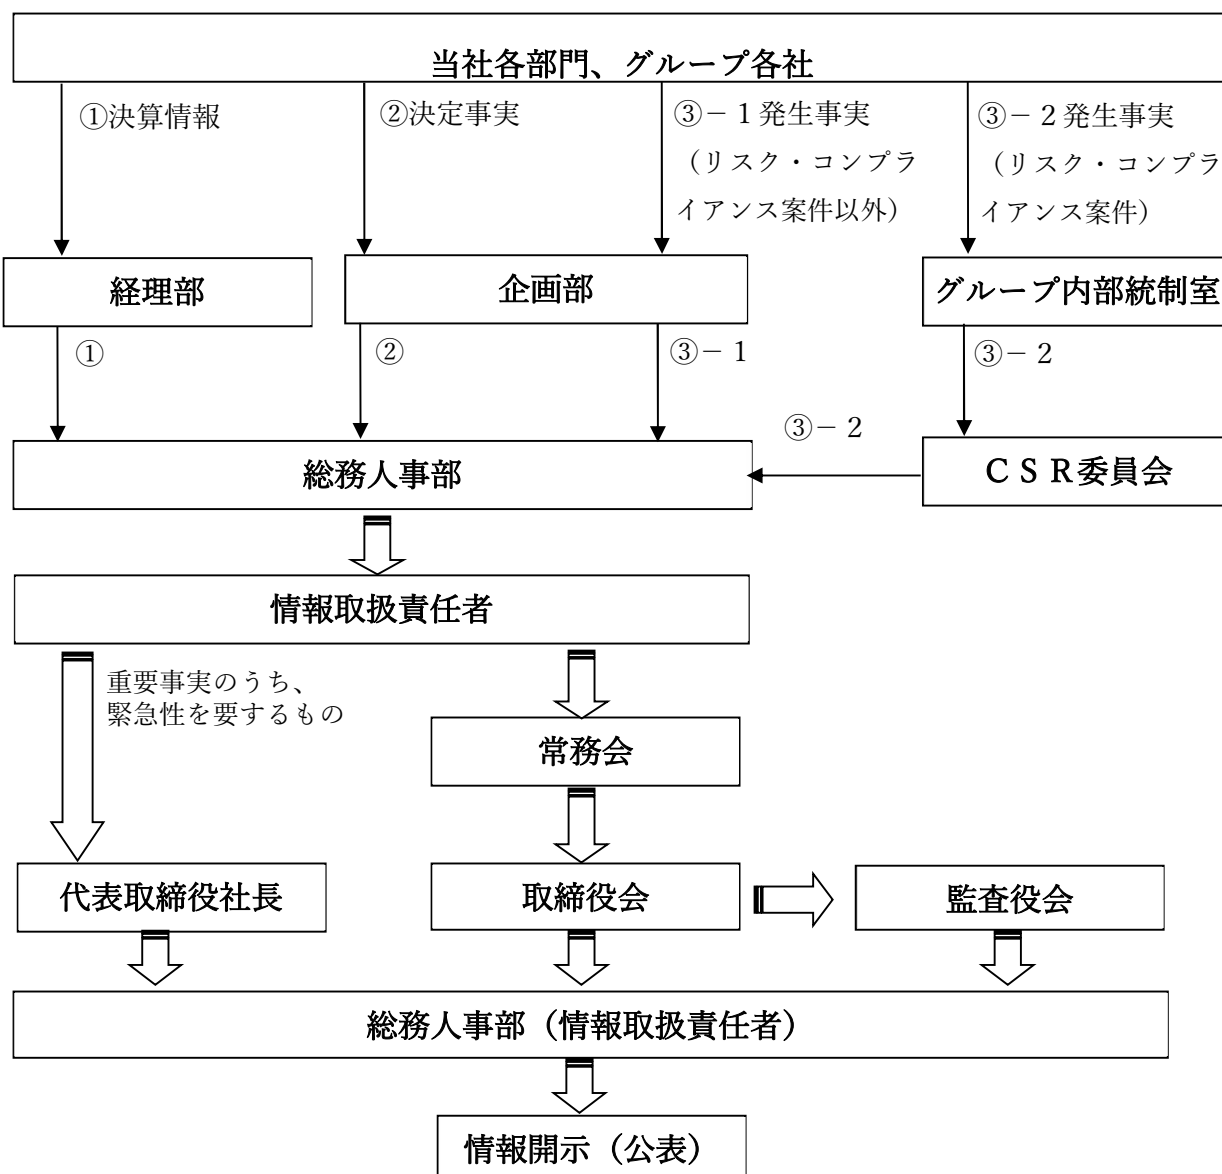 当社各部門、グループ各社
①決算情報
②決定事実
③－１発生事実
（リスク・コンプラ
イアンス案件以外）
③－２発生事実
（リスク・コンプラ
イアンス案件）
経理部
企画部
グループ内部統制室
①
②
③－１
③－２
③－２
総務人事部
ＣＳＲ委員会
情報取扱責任者
重要事実のうち、
緊急性を要するもの
常務会
代表取締役社長
取締役会
監査役会
総務人事部（情報取扱責任者）
情報開示（公表）